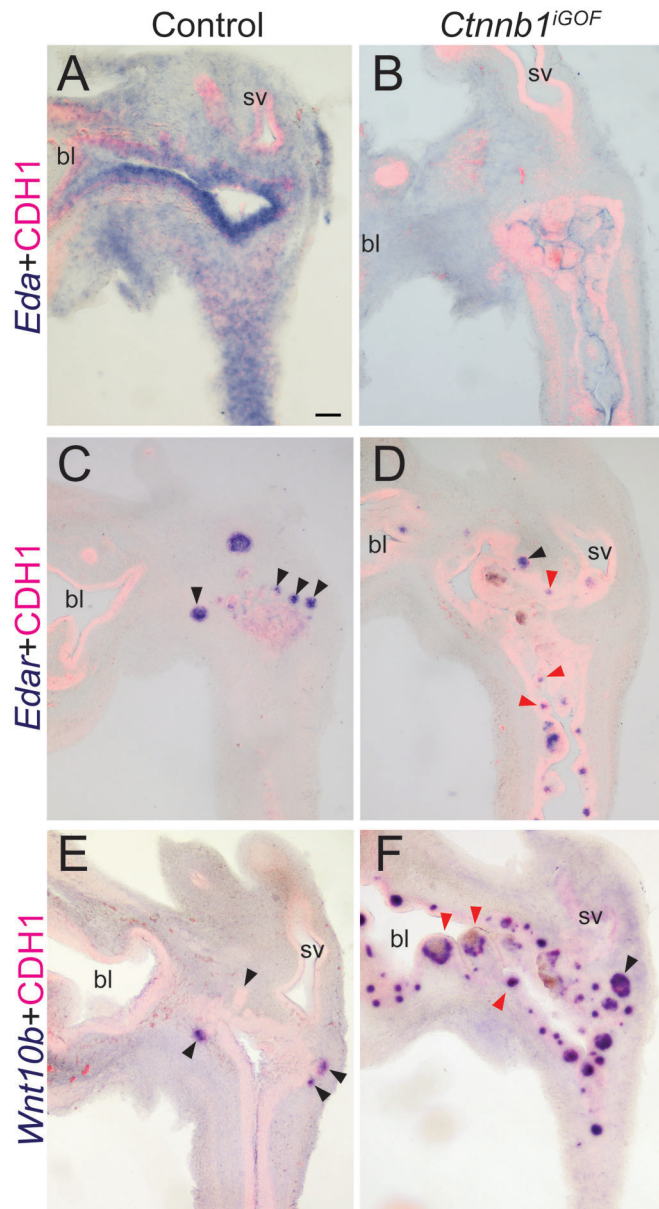 Control
Ctnnb1iGOF
Eda+CDH1
A
sv
bl
B
sv
bl
Edar+CDH1
C
bl
D
bl
sv
Wnt10b+CDH1
E
bl
sv
F
bl
sv